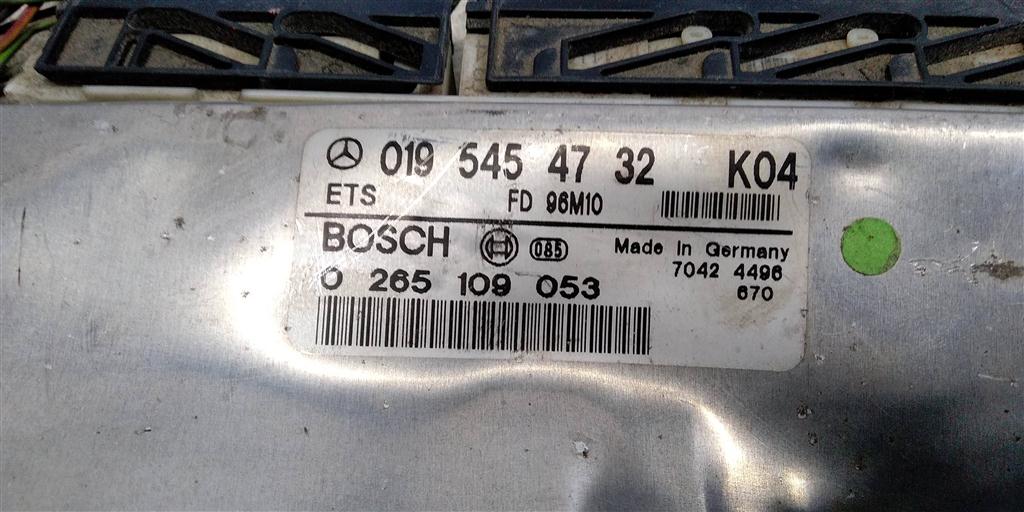 019 545 47 32 K04
ETS FD 96M10
BOSCH 085 Made in Germany
0 265 109 053 7042 4496
670